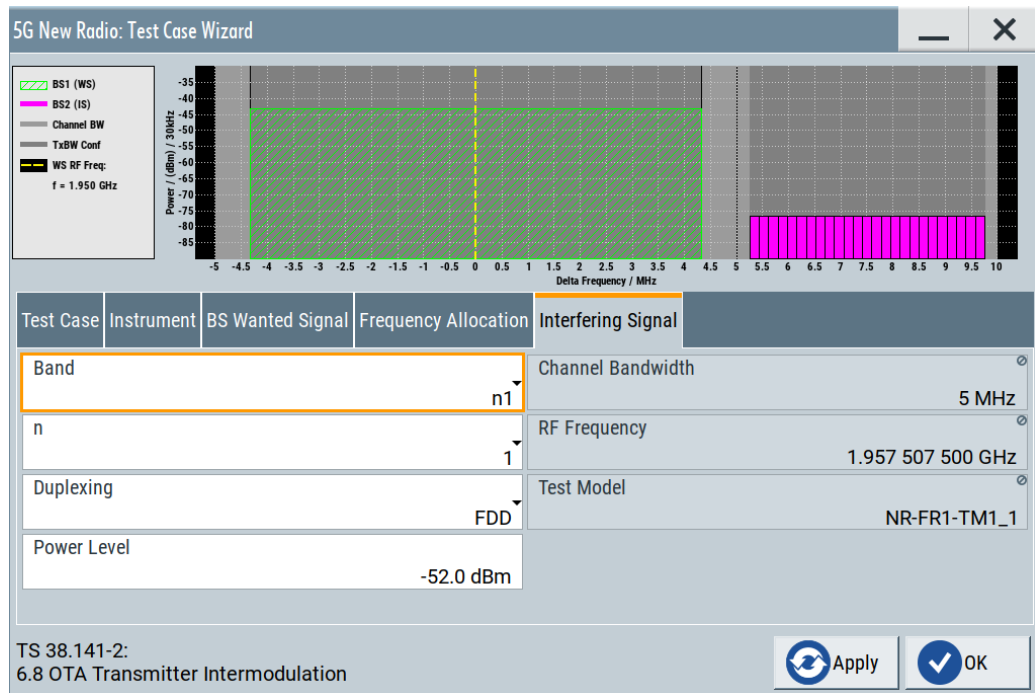 5G New Radio: Test Case Wizard
BS1 (WS)
BS2 (IS)
Channel BW
TxBW Conf
WS RF Freq:
f = 1.950 GHz
Power / (dBm) / 30kHz
-35
-40
-45
-50
-55
-60
-65
-70
-75
-80
-85
-5 -4.5 -4 -3.5 -3 -2.5 -2 -1.5 -1 -0.5 0 0.5 1 1.5 2 2.5 3 3.5 4 4.5 5 5.5 6 6.5 7 7.5 8 8.5 9 9.5 10
Delta Frequency / MHz
Test Case Instrument BS Wanted Signal Frequency Allocation Interfering Signal
Band
n1
Channel Bandwidth
5 MHz
n
1
RF Frequency
1.957 507 500 GHz
Duplexing
FDD
Test Model
NR-FR1-TM1_1
Power Level
-52.0 dBm
TS 38.141-2:
6.8 OTA Transmitter Intermodulation
Apply
OK